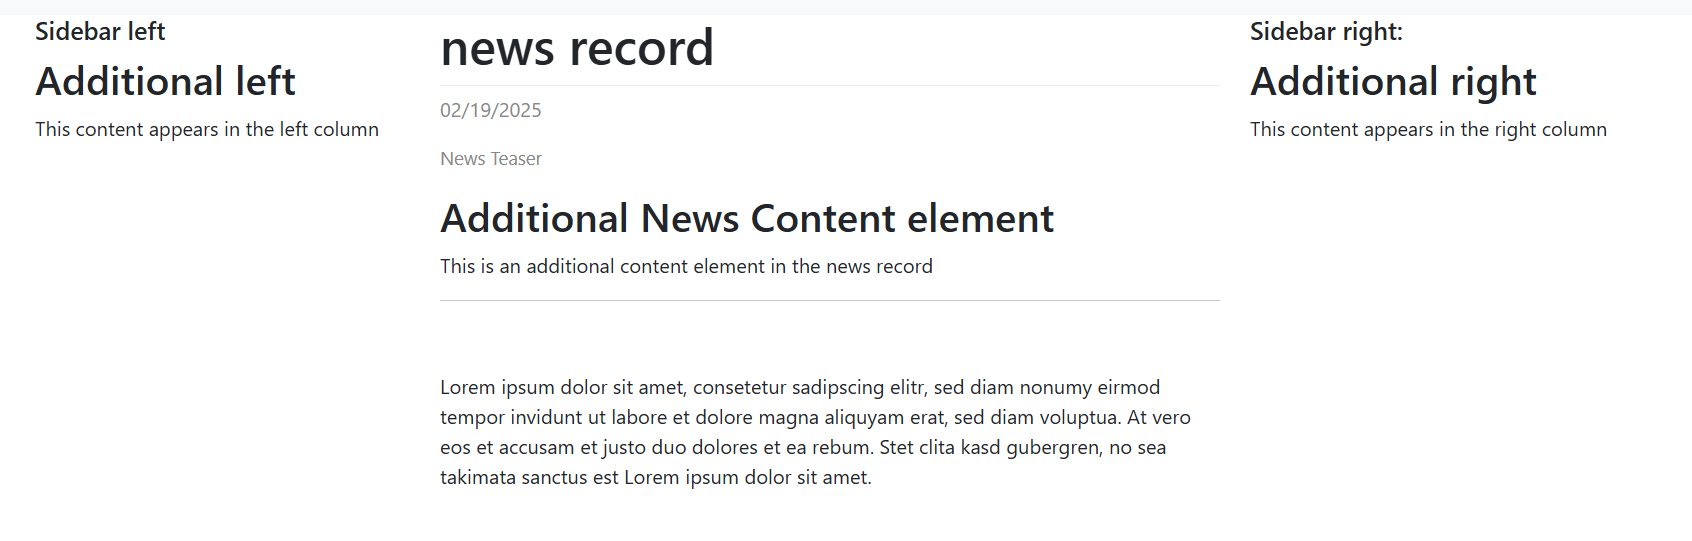 Sidebar left
Additional left
This content appears in the left column
news record
02/19/2025
News Teaser
Additional News Content element
This is an additional content element in the news record
Lorem ipsum dolor sit amet, consetetur sadipscing elitr, sed diam nonumy eirmod
tempor invidunt ut labore et dolore magna aliquyam erat, sed diam voluptua. At vero
eos et accusam et justo duo dolores et ea rebum. Stet clita kasd gubergren, no sea
takimata sanctus est Lorem ipsum dolor sit amet.
Sidebar right:
Additional right
This content appears in the right column